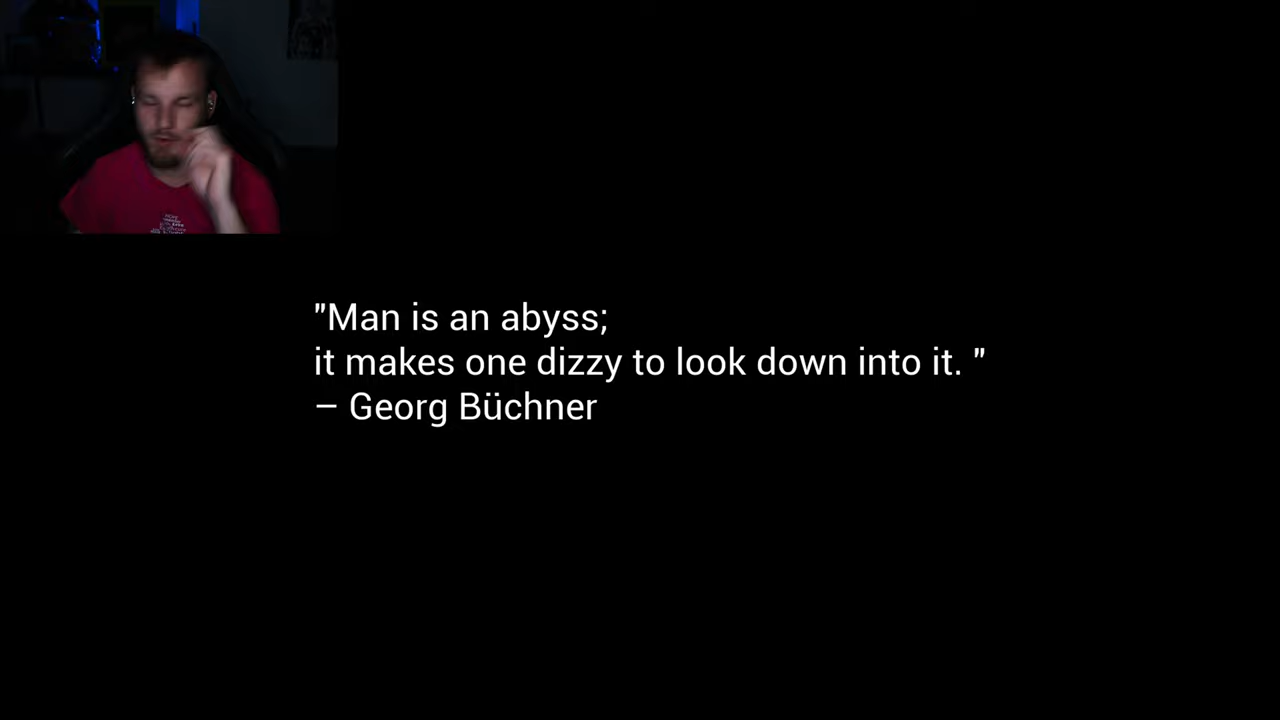 "Man is an abyss;
it makes one dizzy to look down into it. "
– Georg Büchner